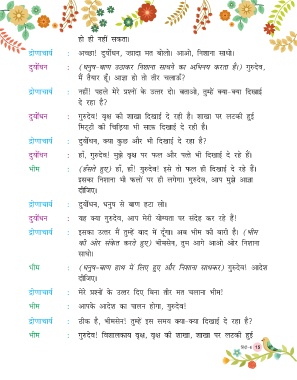 हो ही नहीं सकता।
द्रोणाचार्य : अच्छा! दुर्योधन, ज़्यादा मत बोलो। आओ, निशाना साधो।
दुर्योधन : (धनुष-बाण उठाकर निशाना साधने का अभिनय करता है।) गुरुदेव,
मैं तैयार हूँ। आज्ञा हो तो तीर चलाऊँ?
द्रोणाचार्य : नहीं! पहले मेरे प्रश्नों के उत्तर दो। बताओ, तुम्हें क्या-क्या दिखाई
दे रहा है?
दुर्योधन : गुरुदेव! वृक्ष की शाखा दिखाई दे रही है। शाखा पर लटकी हुई
मिट्टी की चिड़िया भी साफ़ दिखाई दे रही है।
द्रोणाचार्य : दुर्योधन, क्या कुछ और भी दिखाई दे रहा है?
दुर्योधन : हाँ, गुरुदेव! मुझे वृक्ष पर फल और पत्ते भी दिखाई दे रहे हैं।
भीम : (हँसते हुए) हाँ, हाँ! गुरुदेव! इसे तो फल ही दिखाई दे रहे हैं।
इसका निशाना भी फलों पर ही लगेगा। गुरुदेव, आप मुझे आज्ञा
दीजिए।
द्रोणाचार्य : दुर्योधन, धनुष से बाण हटा लो।
दुर्योधन : यह क्या गुरुदेव, आप मेरी योग्यता पर संदेह कर रहे हैं!
द्रोणाचार्य : इसका उत्तर मैं तुम्हें बाद में दूँगा। अब भीम की बारी है। (भीम
की ओर संकेत करते हुए) भीमसेन, तुम आगे आओ और निशाना
साधो।
भीम : (धनुष-बाण हाथ में लिए हुए और निशाना साधकर) गुरुदेव! आदेश
दीजिए।
द्रोणाचार्य : मेरे प्रश्नों के उत्तर दिए बिना तीर मत चलाना भीम!
भीम : आपके आदेश का पालन होगा, गुरुदेव!
द्रोणाचार्य : ठीक है, भीमसेन! तुम्हें इस समय क्या-क्या दिखाई दे रहा है?
भीम : गुरुदेव! विशालकाय वृक्ष, वृक्ष की शाखा, शाखा पर लटकी हुई
15